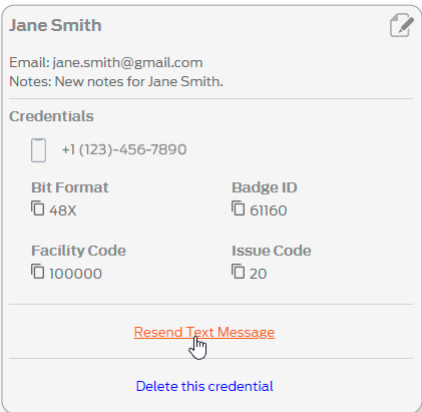 Jane Smith
Email: jane.smith@gmail.com
Notes: New notes for Jane Smith.
Credentials
+1 (123)-456-7890
Bit Format Badge ID
48X 61160
Facility Code Issue Code
100000 20
Resend Text Message
Delete this credential